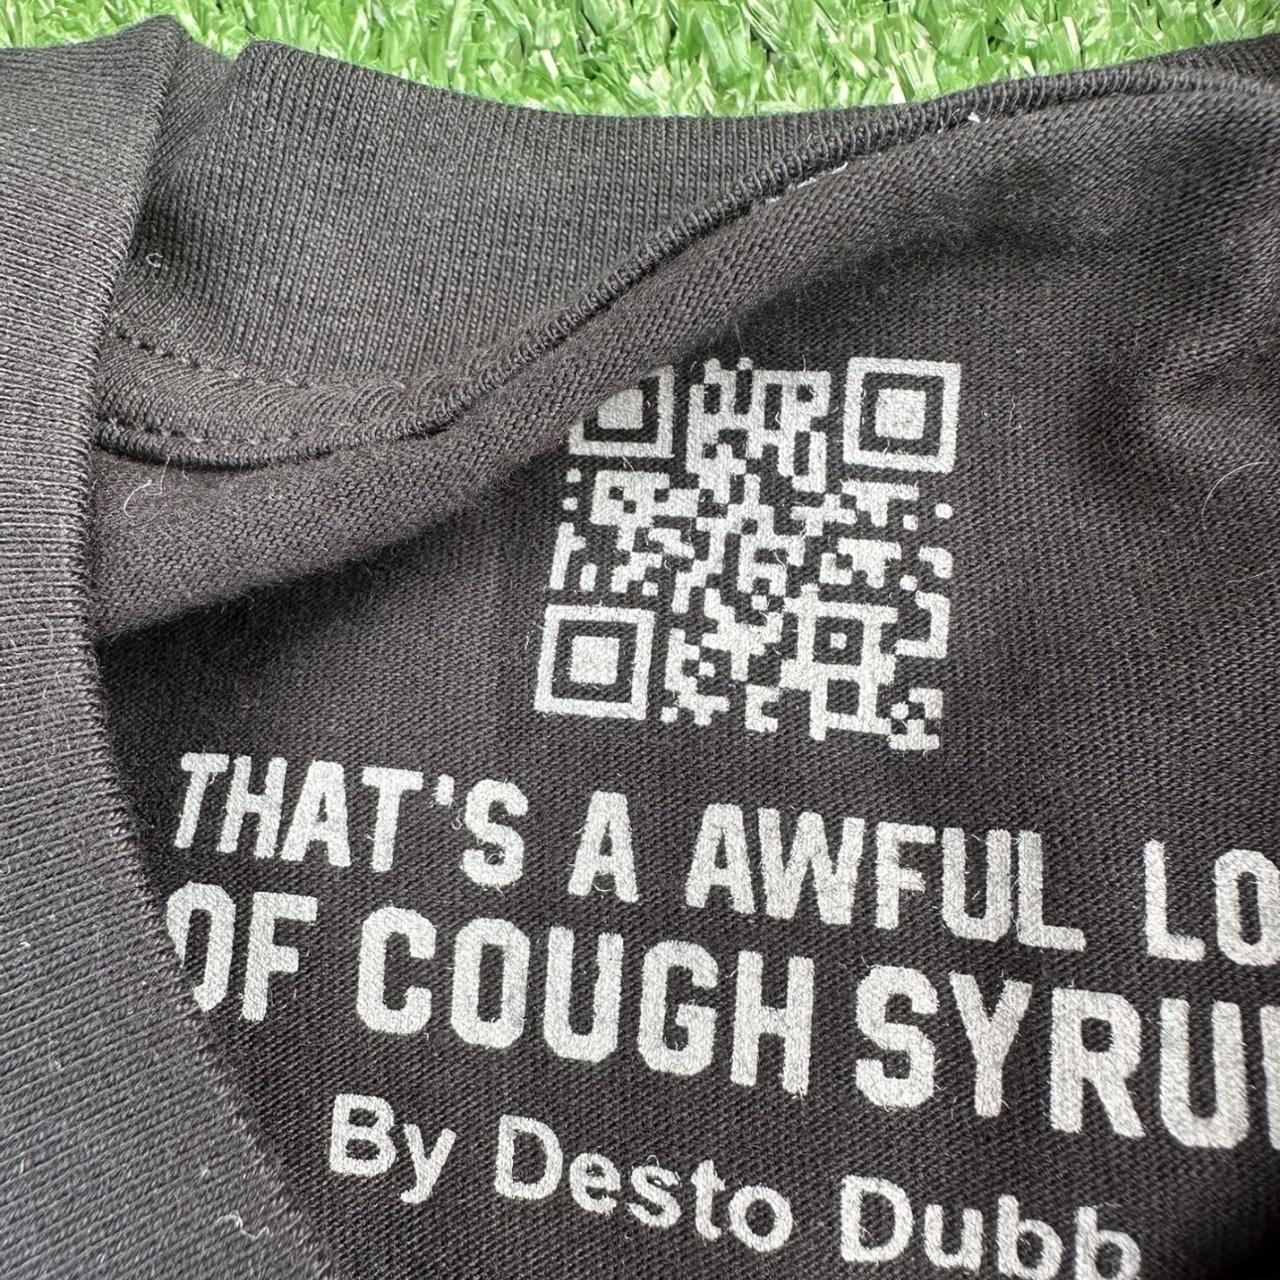 THAT'S A AWFUL LO
OF COUGH SYRU
By Desto Dubb